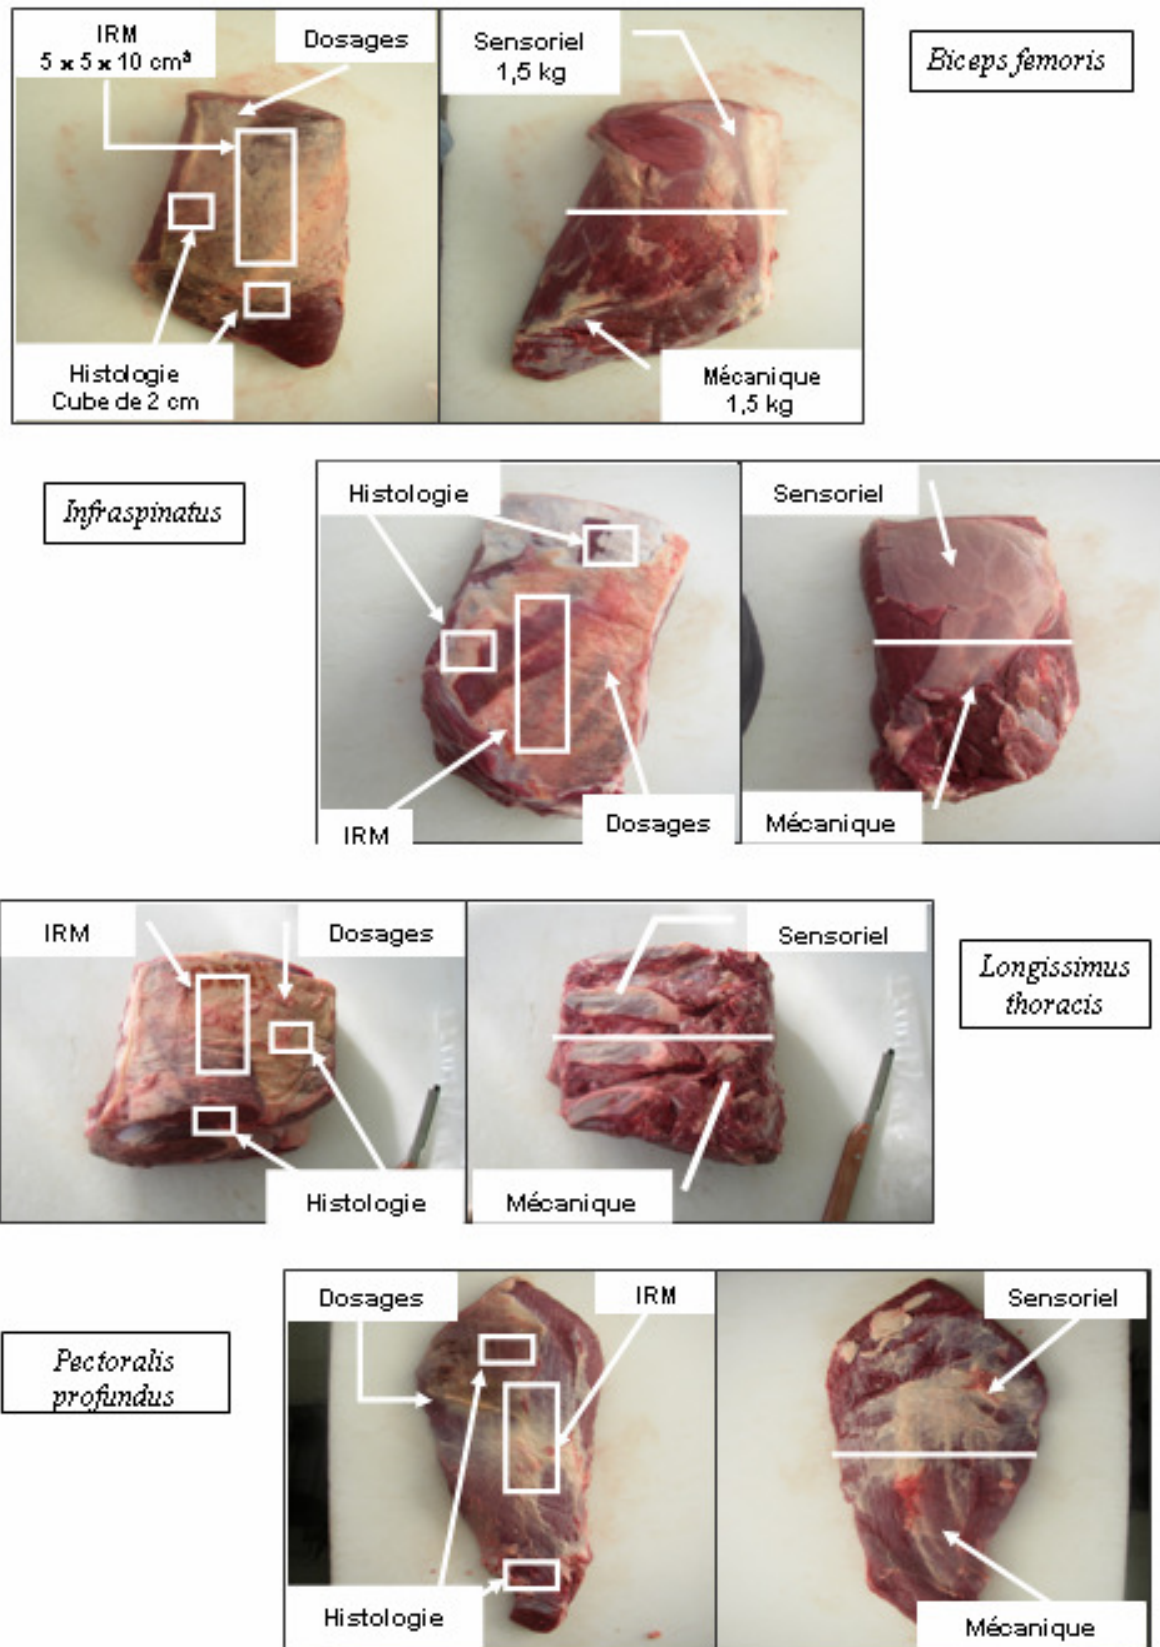 IRM
5 x 5 x 10 cm³
Dosages
Sensoriel
1,5 kg
Biceps femoris
Histologie
Cube de 2 cm
Mécanique
1,5 kg
Infraspinatus
Histologie
Sensoriel
IRM
Dosages
Mécanique
IRM
Dosages
Sensoriel
Longissimus
thoracis
Histologie
Mécanique
Dosages
IRM
Sensoriel
Pectoralis
profundus
Histologie
Mécanique